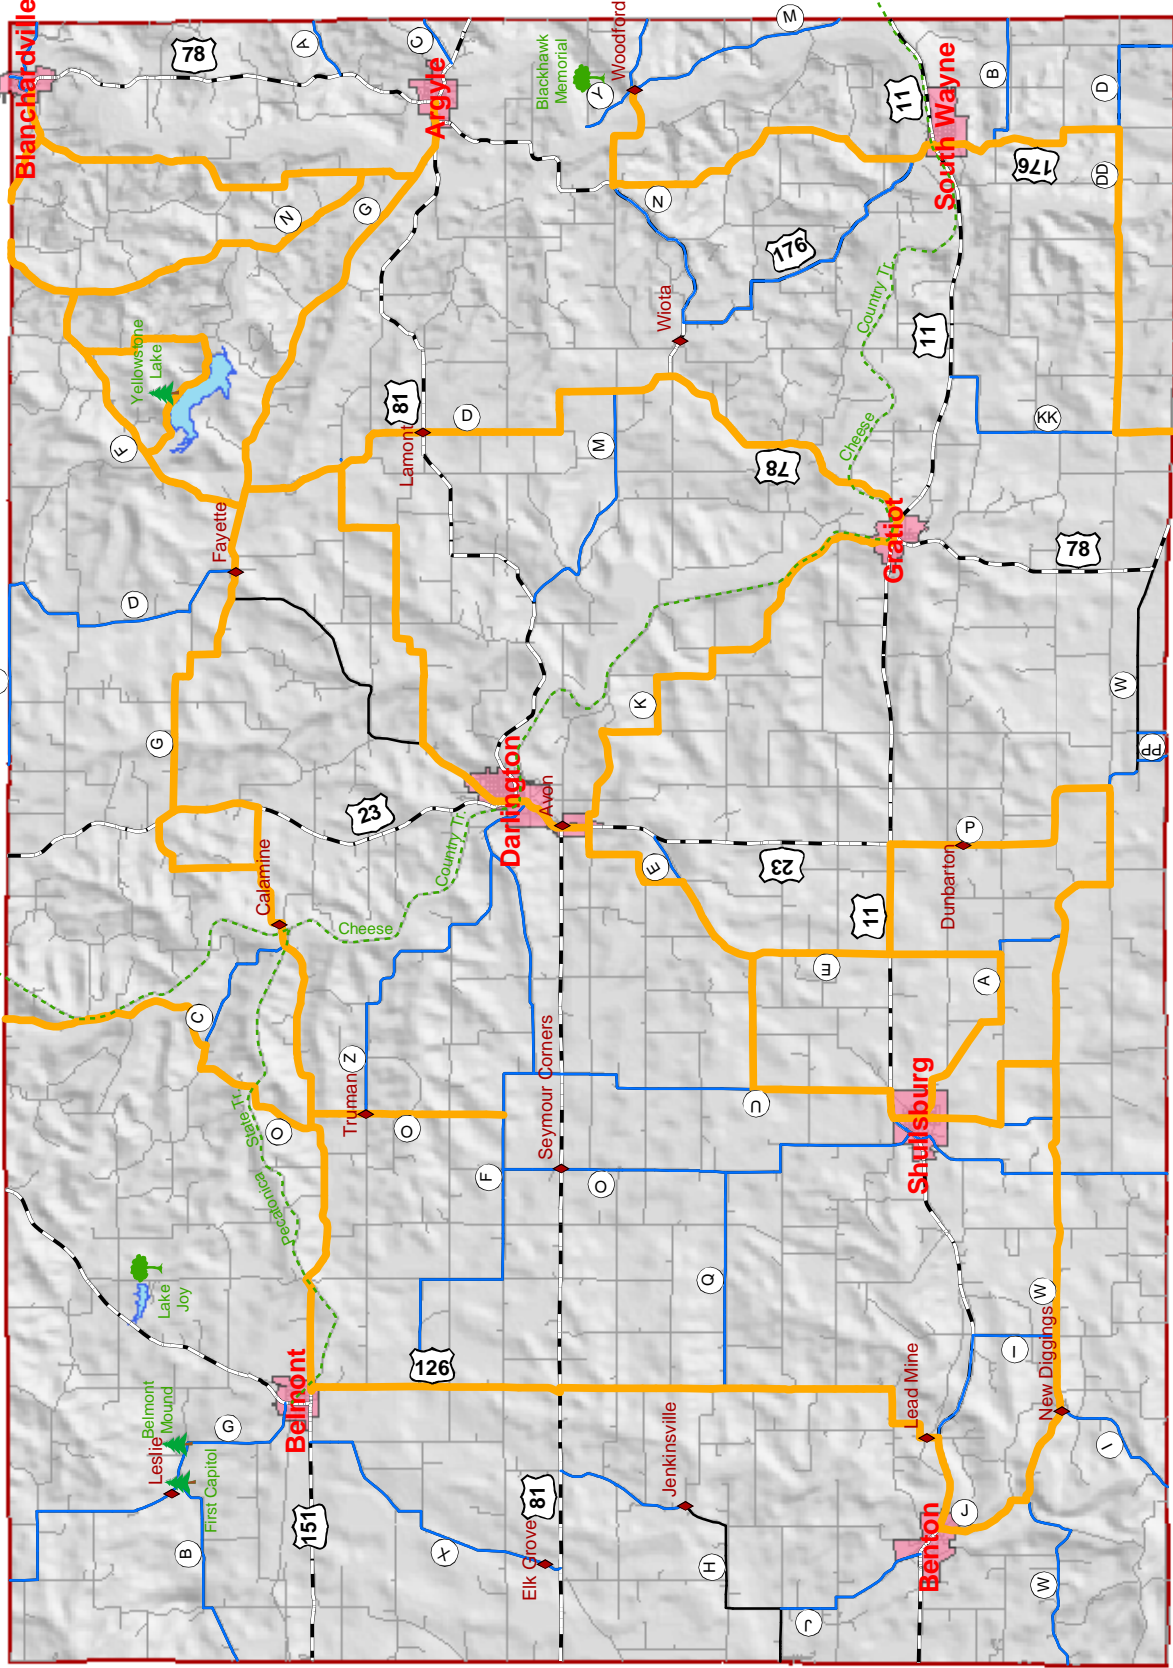 Blanchardville
78
A
C
Argyle
Blackhawk
Memorial
Y
Woodford
M
11
South Wayne
B
D
176
DD
N
G
N
176
Country Tr.
Cheese
Yellowstone
Lake
F
81
D
Lamont
Wiota
M
78
11
KK
Fayette
D
Gratiot
78
G
K
W
PP
23
Darlington
Avon
Country Tr.
Cheese
Calamine
E
23
P
Dunbarton
11
E
A
C
Z
Truman
O
O
State Tr.
Pecatonica
Seymour Corners
F
O
U
Shullsburg
Q
W
I
New Diggings
Lake
Joy
126
Belmont
Belmont
Mound
G
Leslie
First Capitol
B
151
X
Elk Grove
81
Jenkinsville
H
J
Lead Mine
Benton
J
I
W